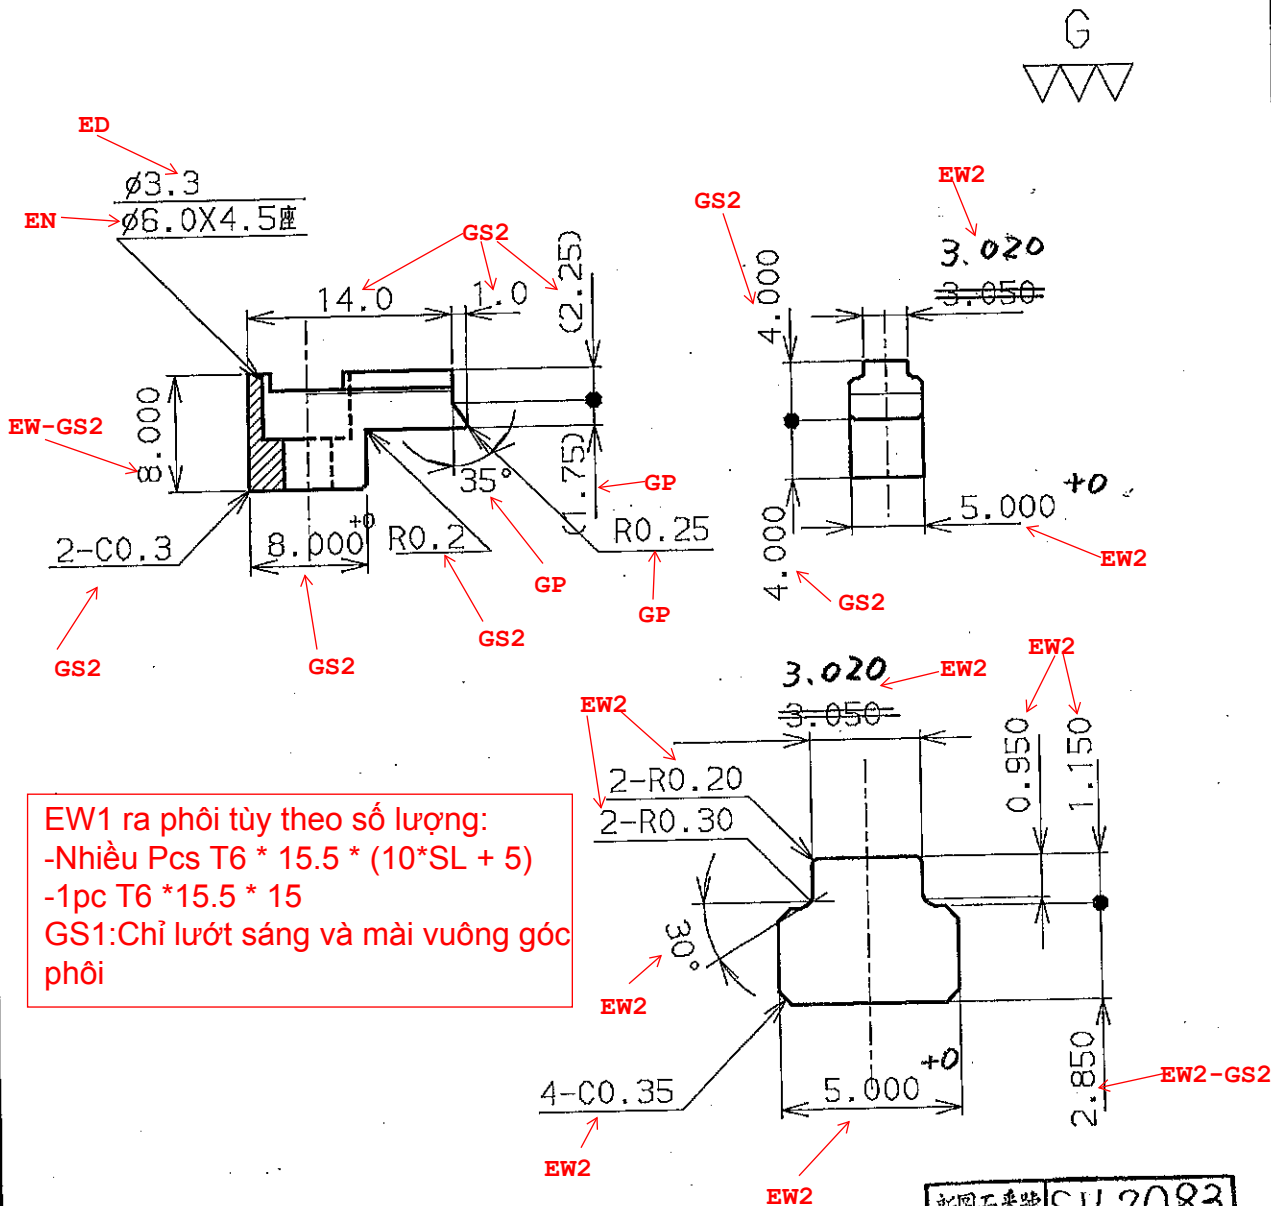 G
ED
ø3.3
EN
ø6.0X4.5座
GS2
14.0
1.0
(2.25)
8.000
EW-GS2
2-C0.3
GS2
8.000
+0
GS2
R0.2
GS2
35°
GP
(1.75)
GP
R0.25
GP
GS2
4.000
EW2
3.020
3.050
4.000
GS2
5.000
+0
EW2
3.020
EW2
3.050
EW2
2-R0.20
2-R0.30
EW2
0.950
1.150
30°
EW2
4-C0.35
EW2
5.000
+0
EW2
2.850
EW2-GS2
EW1 ra phôi tùy theo số lượng:
-Nhiều Pcs T6 * 15.5 * (10*SL + 5)
-1pc T6 *15.5 * 15
GS1:Chỉ lướt sáng và mài vuông góc
phôi